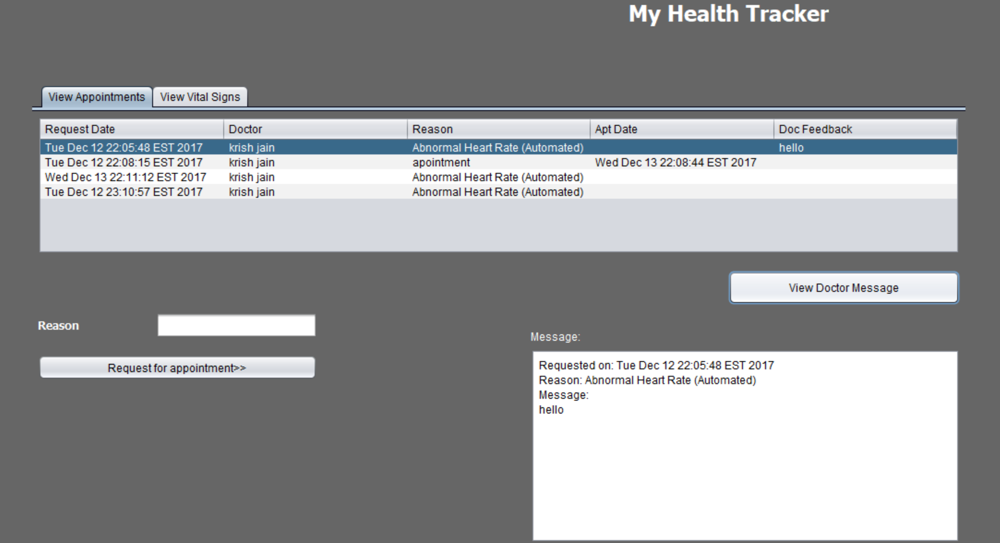 My Health Tracker
View Appointments View Vital Signs
Request Date Doctor Reason Apt Date Doc Feedback
Tue Dec 12 22:05:48 EST 2017 krish jain Abnormal Heart Rate (Automated) hello
Tue Dec 12 22:08:15 EST 2017 krish jain apointment Wed Dec 13 22:08:44 EST 2017
Wed Dec 13 22:11:12 EST 2017 krish jain Abnormal Heart Rate (Automated)
Tue Dec 12 23:10:57 EST 2017 krish jain Abnormal Heart Rate (Automated)
View Doctor Message
Reason
Request for appointment>>
Message:
Requested on: Tue Dec 12 22:05:48 EST 2017
Reason: Abnormal Heart Rate (Automated)
Message:
hello